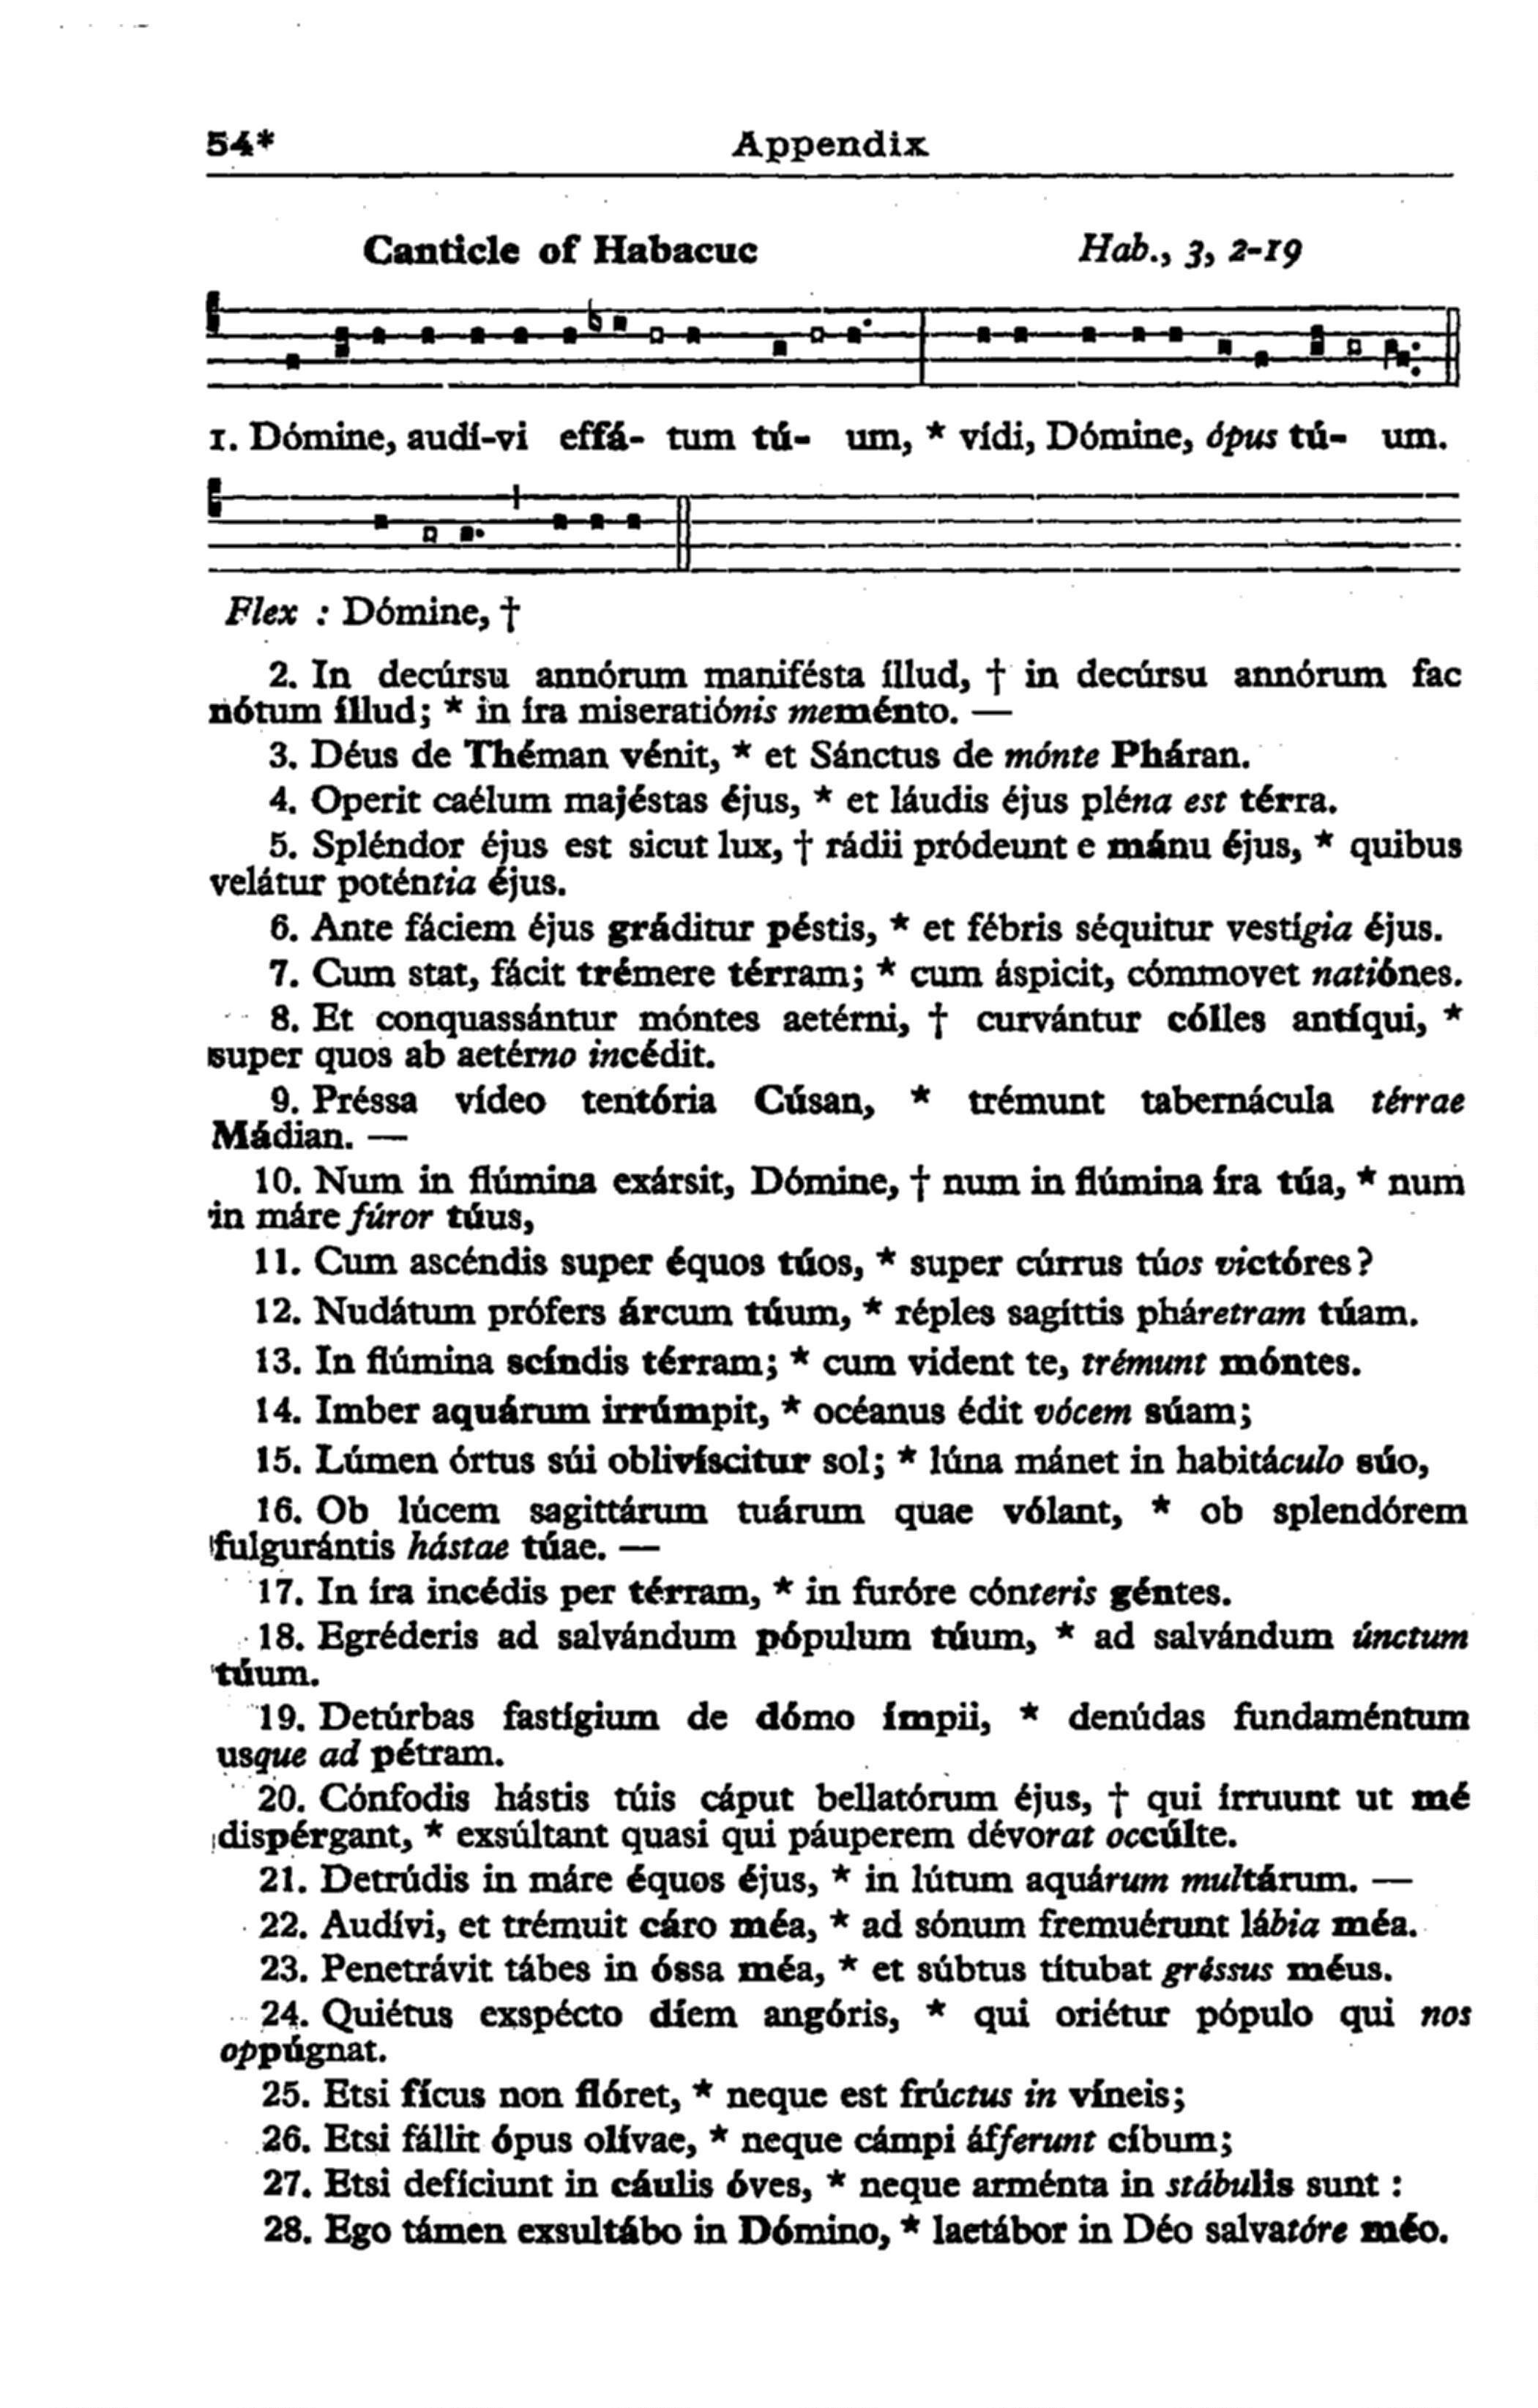 54*
Appendix
Canticle of Habacuc
Hab., 3, 2-19
1. Dómine, audí-vi effá- tum tú- um, * vídi, Dómine, ópus tú- um.
Flex : Dómine, †
2. In decúrsu annórum manifésta íllud, † in decúrsu annórum fac
nótum íllud; * in íra miseratiónis meménto. —
3. Déus de Théman vénit, * et Sánctus de mónte Pháran.
4. Operit caélum majéstas éjus, * et láudis éjus pléna est térra.
5. Spléndor éjus est sicut lux, † rádii pródeunt e mánu éjus, * quibus
velátur poténtia éjus.
6. Ante fáciem éjus gráditur péstis, * et fébris séquitur vestígia éjus.
7. Cum stat, fácit trémere térram; * cum áspicit, cómmovet natiónes.
8. Et conquassántur móntes aetérni, † curvántur cólles antíqui, *
super quos ab aetérno incédit.
9. Préssa vídeo tentória Cúsan, * trémunt tabernácula térrae
Mádian. —
10. Num in flúmina exársit, Dómine, † num in flúmina íra túa, * num
in máre fúror túus,
11. Cum ascéndis super équos túos, * super cúrrus túos victóres?
12. Nudátum prófers árcum túum, * réples sagíttis pháretram túam.
13. In flúmina scíndis térram; * cum vident te, trémunt móntes.
14. Imber aquárum irrúmpit, * océanus édit vócem súam;
15. Lúmen órtus súi oblivíscitur sol; * lúna mánet in habitáculo súo,
16. Ob lúcem sagittárum tuárum quae vólant, * ob splendórem
fulgurántis hástae túae. —
17. In íra incédis per térram, * in furóre cónteris géntes.
18. Egréderis ad salvándum pópulum túum, * ad salvándum únctum
túum.
19. Detúrbas fastígium de dómo ímpii, * denúdas fundaméntum
usque ad pétram.
20. Cónfodis hástis túis cáput bellatórum éjus, † qui írruunt ut mé
dispérgant, * exsúltant quasi qui páuperem dévorat occúlte.
21. Detrúdis in máre équos éjus, * in lútum aquárum multárum. —
22. Audívi, et trémuit cáro méa, * ad sónum fremuérunt lábia méa.
23. Penetrávit tábes in óssa méa, * et súbtus títubat gréssus méus.
24. Quiétus exspécto díem angóris, * qui oriétur pópulo qui nos
oppúgnat.
25. Etsi fícus non flóret, * neque est frúctus in víneis;
26. Etsi fállit ópus olívae, * neque cámpi áfferunt cíbum;
27. Etsi defíciunt in cáulis óves, * neque arménta in stábulis sunt :
28. Ego támen exsultábo in Dómino, * laetábor in Déo salvatóre méo.